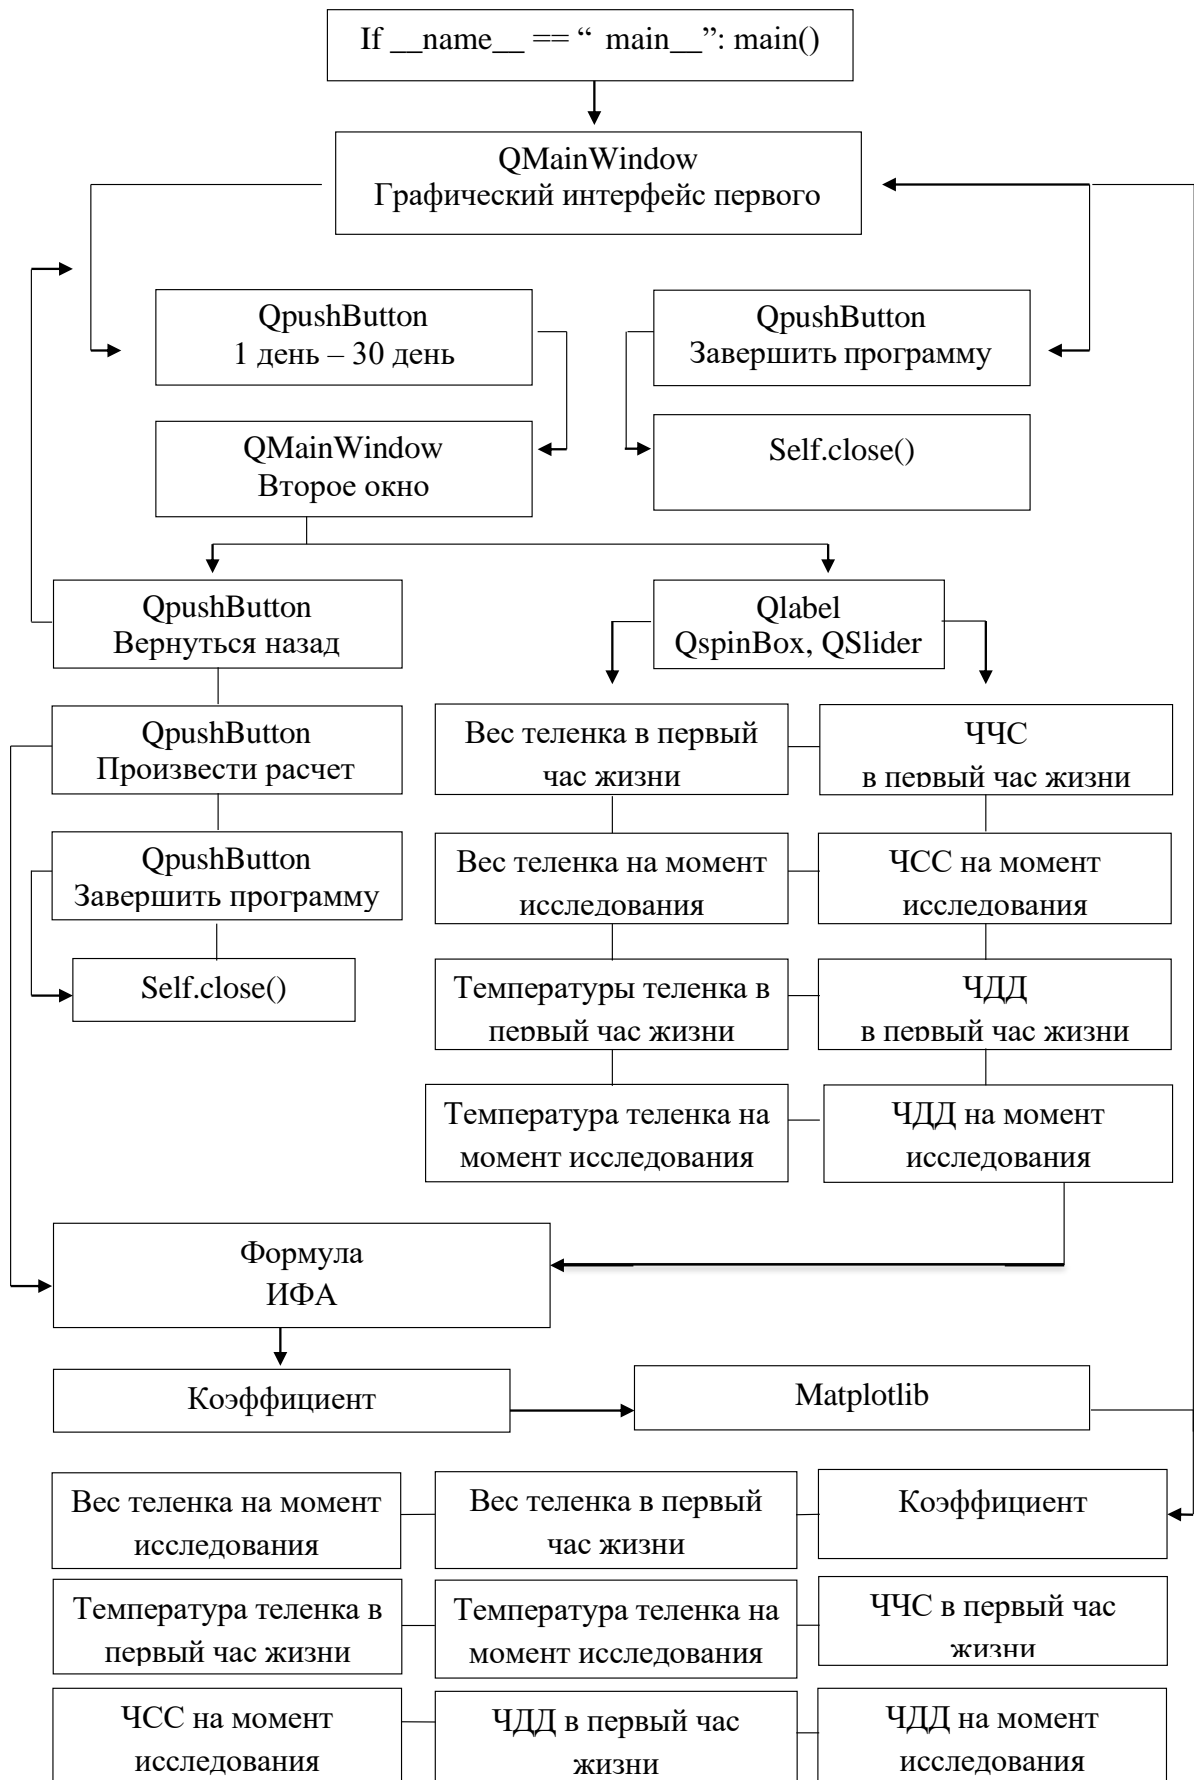 If __name__ == “ main__”: main()
QMainWindow
Графический интерфейс первого
QpushButton
1 день – 30 день
QpushButton
Завершить программу
QMainWindow
Второе окно
Self.close()
QpushButton
Вернуться назад
Qlabel
QspinBox, QSlider
QpushButton
Произвести расчет
Вес теленка в первый
час жизни
ЧЧС
в первый час жизни
QpushButton
Завершить программу
Вес теленка на момент
исследования
ЧСС на момент
исследования
Self.close()
Температуры теленка в
первый час жизни
ЧДД
в первый час жизни
Температура теленка на
момент исследования
ЧДД на момент
исследования
Формула
ИФА
Коэффициент
Matplotlib
Вес теленка на момент
исследования
Вес теленка в первый
час жизни
Коэффициент
Температура теленка в
первый час жизни
Температура теленка на
момент исследования
ЧЧС в первый час
жизни
ЧСС на момент
исследования
ЧДД в первый час
жизни
ЧДД на момент
исследования